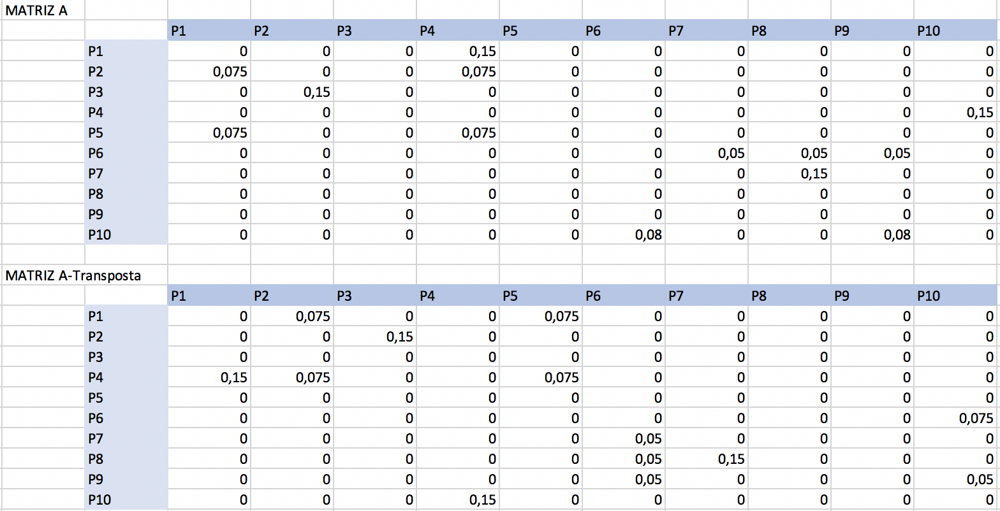 MATRIZ A
P1 P2 P3 P4 P5 P6 P7 P8 P9 P10
P1 0 0 0 0,15 0 0 0 0 0 0
P2 0,075 0 0 0,075 0 0 0 0 0 0
P3 0 0,15 0 0 0 0 0 0 0 0
P4 0 0 0 0 0 0 0 0 0 0,15
P5 0,075 0 0 0,075 0 0 0 0 0 0
P6 0 0 0 0 0 0 0,05 0,05 0,05 0
P7 0 0 0 0 0 0 0 0,15 0 0
P8 0 0 0 0 0 0 0 0 0 0
P9 0 0 0 0 0 0 0 0 0 0
P10 0 0 0 0 0 0,08 0 0 0,08 0
MATRIZ A-Transposta
P1 P2 P3 P4 P5 P6 P7 P8 P9 P10
P1 0 0,075 0 0 0,075 0 0 0 0 0
P2 0 0 0,15 0 0 0 0 0 0 0
P3 0 0 0 0 0 0 0 0 0 0
P4 0,15 0,075 0 0 0,075 0 0 0 0 0
P5 0 0 0 0 0 0 0 0 0 0
P6 0 0 0 0 0 0 0 0 0 0,075
P7 0 0 0 0 0 0,05 0 0 0 0
P8 0 0 0 0 0 0,05 0,15 0 0 0
P9 0 0 0 0 0 0,05 0 0 0 0,05
P10 0 0 0 0,15 0 0 0 0 0 0